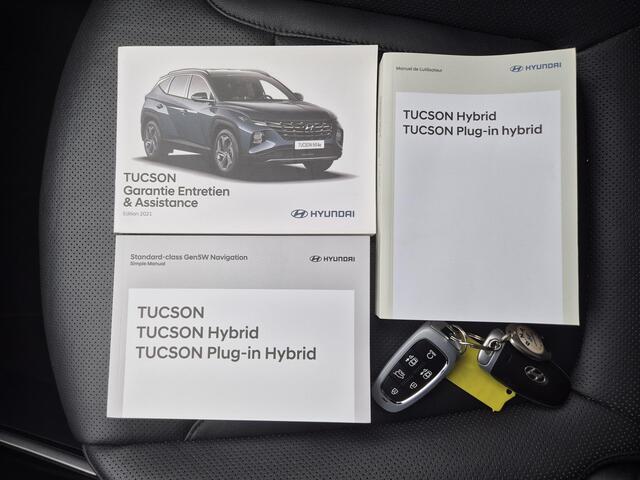 TUCSON
Garantie Entretien
& Assistance
Edition 2021
HYUNDAI
Manuel de L'utilisateur
HYUNDAI
TUCSON Hybrid
TUCSON Plug-in hybrid
Standard-class Gen5W Navigation
Simple Manual
HYUNDAI
TUCSON
TUCSON Hybrid
TUCSON Plug-in Hybrid